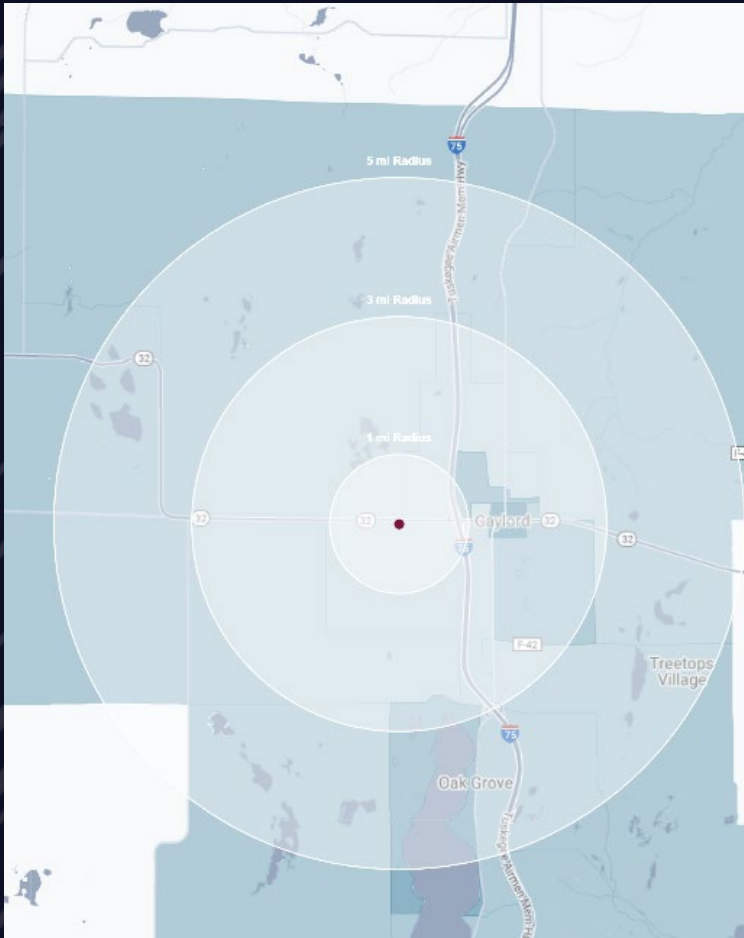 75
5 mi Radius
Tuskegee Airmen Mem Hwy
3 mi Radius
32
1 mi Radius
32
32
Gaylord
32
75
32
F-42
Treetops
Village
75
Oak Grove
Tuskegee Airmen Mem H